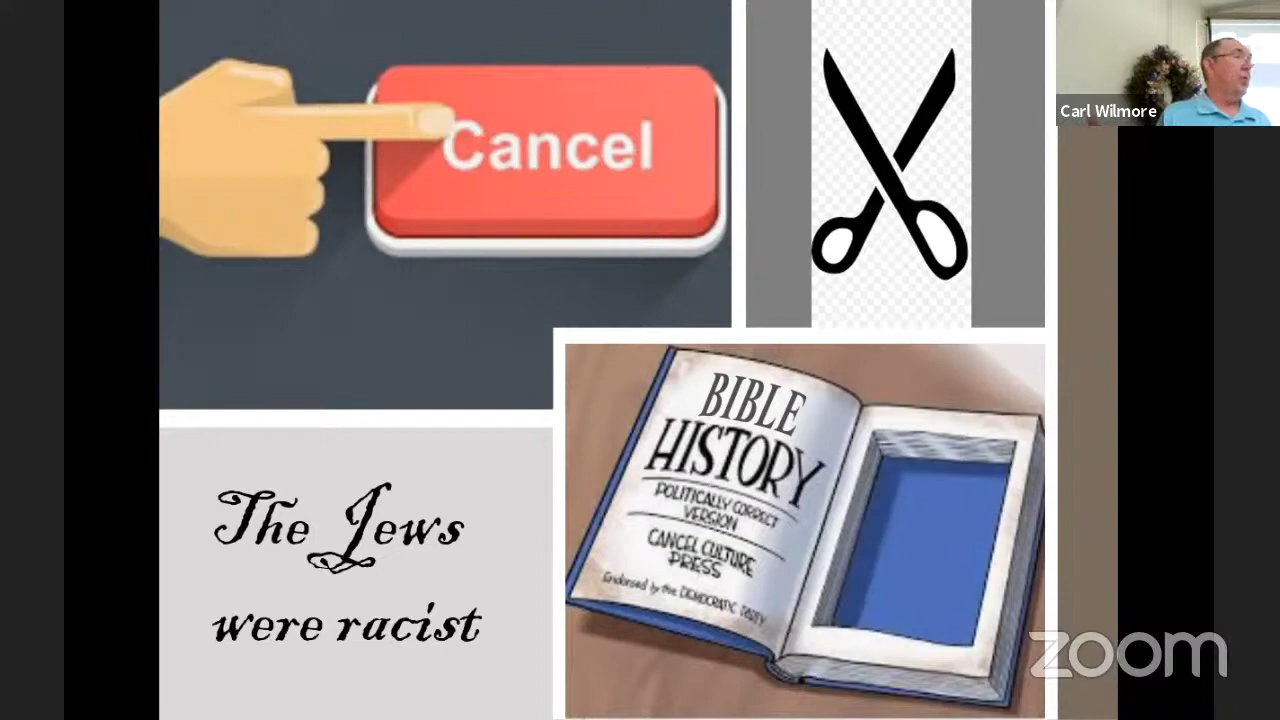 Cancel
Carl Wilmore
BIBLE
HISTORY
POLITICALLY CORRECT
VERSION
CANCEL CULTURE
PRESS
Endorsed by the DEMOCRATIC PARTY
The Jews
were racist
zoom